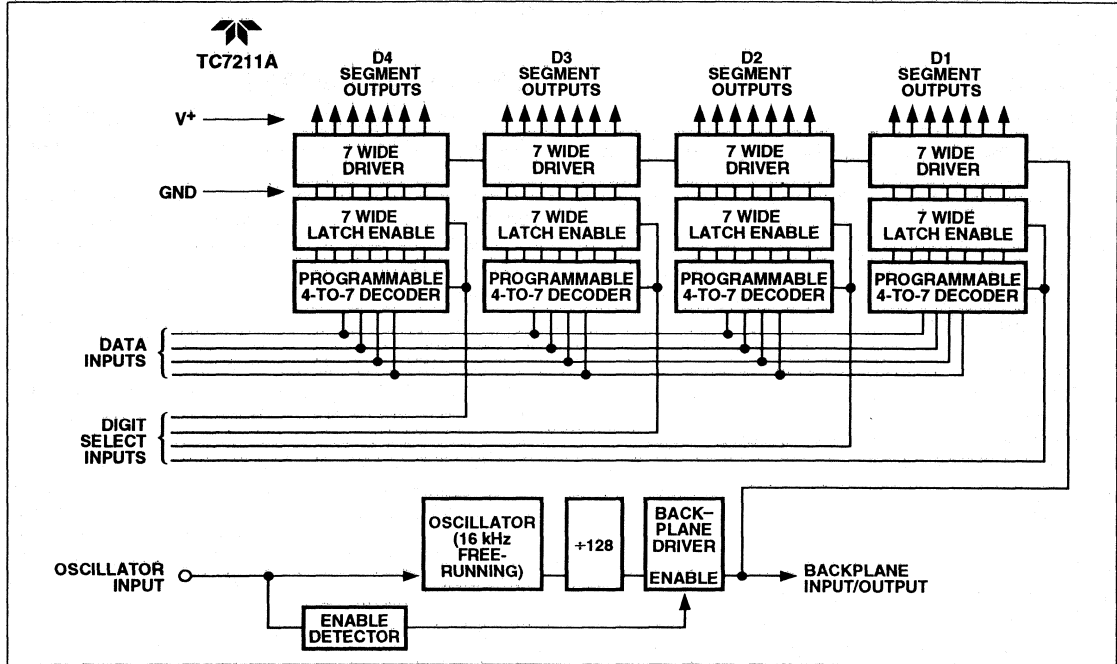 TC7211A
D4
SEGMENT
OUTPUTS
D3
SEGMENT
OUTPUTS
D2
SEGMENT
OUTPUTS
D1
SEGMENT
OUTPUTS
V+
GND
7 WIDE
DRIVER
7 WIDE
DRIVER
7 WIDE
DRIVER
7 WIDE
DRIVER
7 WIDE
LATCH ENABLE
7 WIDE
LATCH ENABLE
7 WIDE
LATCH ENABLE
7 WIDE
LATCH ENABLE
PROGRAMMABLE
4-TO-7 DECODER
PROGRAMMABLE
4-TO-7 DECODER
PROGRAMMABLE
4-TO-7 DECODER
PROGRAMMABLE
4-TO-7 DECODER
DATA
INPUTS
DIGIT
SELECT
INPUTS
OSCILLATOR
INPUT
OSCILLATOR
(16 kHz
FREE-
RUNNING)
÷128
BACK–
PLANE
DRIVER
ENABLE
BACKPLANE
INPUT/OUTPUT
ENABLE
DETECTOR